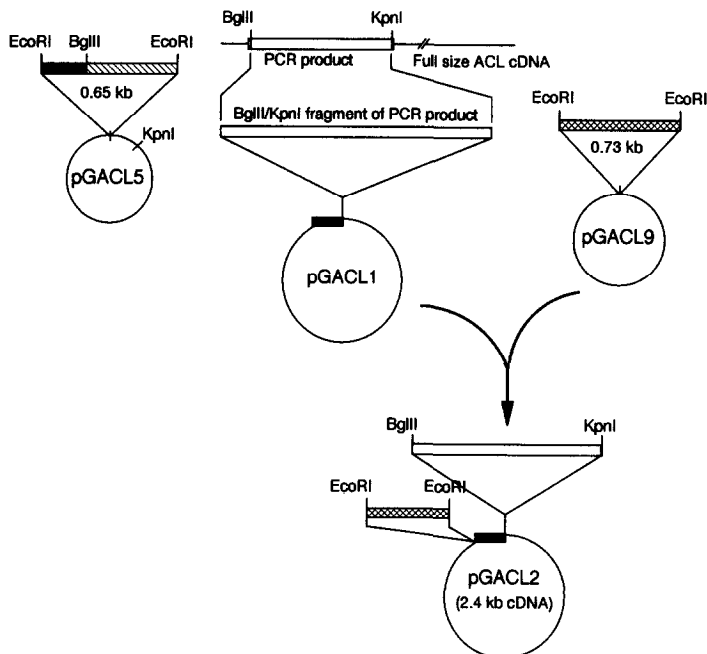 EcoRI BglII EcoRI
0.65 kb
KpnI
pGACL5
BglII KpnI
PCR product
Full size ACL cDNA
BglII/KpnI fragment of PCR product
pGACL1
EcoRI EcoRI
0.73 kb
pGACL9
BglII KpnI
EcoRI EcoRI
pGACL2
(2.4 kb cDNA)